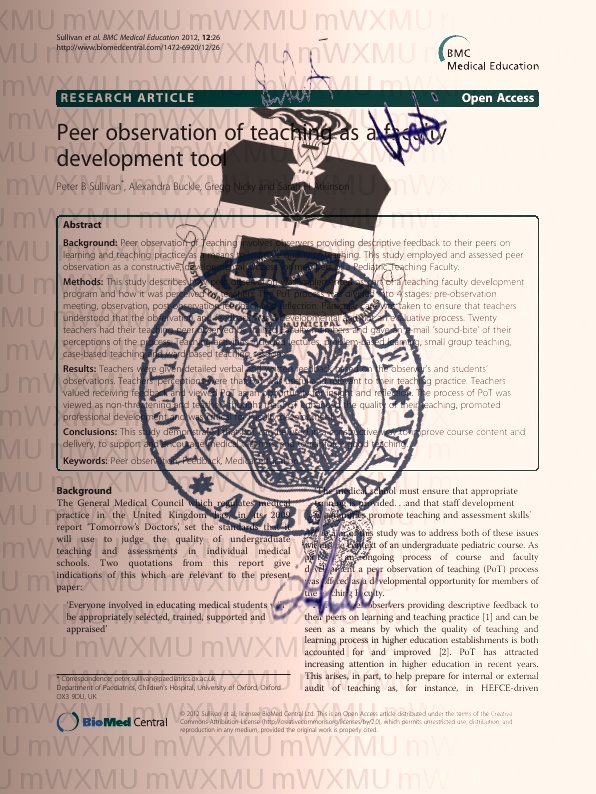 Sullivan et al. BMC Medical Education 2012, 12:26
http://www.biomedcentral.com/1472-6920/12/26
BMC
Medical Education
RESEARCH ARTICLE Open Access
Peer observation of teaching as a faculty
development tool
Peter B Sullivan*, Alexandra Buckle, Gregg Nicky and Sarah H Atkinson
Abstract
Background: Peer observation of Teaching involves observers providing descriptive feedback to their peers on
learning and teaching practice as a means of improving quality of teaching. This study employed and assessed peer
observation as a constructive, developmental process for members of a Pediatric Teaching Faculty.
Methods: This study describes how peer observation was implemented as part of a teaching faculty development
program and how it was perceived by teachers. The PoT process was divided into 4 stages: pre-observation
meeting, observation, post-observation feedback and reflection. Particular care was taken to ensure that teachers
understood that the observation was a developmental and not an evaluative process. Twenty
teachers had their teaching peer observed by trained Faculty members and gave an e-mail 'sound-bite' of their
perceptions of the process. Teaching activities included lectures, problem-based learning, small group teaching,
case-based teaching and ward-based teaching sessions.
Results: Teachers were given detailed verbal and written feedback based on the observer's and students'
observations. Teachers' perceptions were that PoT was useful and relevant to their teaching practice. Teachers
valued receiving feedback and viewed PoT as an opportunity for insight and reflection. The process of PoT was
viewed as non-threatening and teachers thought that PoT enhanced the quality of their teaching, promoted
professional development and was
Conclusions: This study demonstrates that PoT can be used in a constructive way to improve course content and
delivery, to support and encourage medical teachers, and reinforce good teaching.
Keywords: Peer observation, Feedback, Medical
Background
The General Medical Council which regulates medical
practice in the United Kingdom has, in its 2009
report 'Tomorrow's Doctors', set the standards that it
will use to judge the quality of undergraduate
teaching and assessments in individual medical
schools. Two quotations from this report give
indications of this which are relevant to the present
paper:
'Everyone involved in educating medical students will
be appropriately selected, trained, supported and
appraised'
'The medical school must ensure that appropriate
training is provided. . .and that staff development
programmes promote teaching and assessment skills'
The aim of this study was to address both of these issues
within the context of an undergraduate pediatric course. As
part of an ongoing process of course and faculty
development a peer observation of teaching (PoT) process
was offered as a developmental opportunity for members of
the teaching faculty.
PoT involves observers providing descriptive feedback to
their peers on learning and teaching practice [1] and can be
seen as a means by which the quality of teaching and
learning process in higher education establishments is both
accounted for and improved [2]. PoT has attracted
increasing attention in higher education in recent years.
This arises, in part, to help prepare for internal or external
audit of teaching as, for instance, in HEFCE-driven
* Correspondence: peter.sullivan@paediatrics.ox.ac.uk
Department of Paediatrics, Children's Hospital, University of Oxford, Oxford
OX3 9DU, UK
BioMed Central
© 2012 Sullivan et al; licensee BioMed Central Ltd. This is an Open Access article distributed under the terms of the Creative
Commons Attribution License (http://creativecommons.org/licenses/by/2.0), which permits unrestricted use, distribution, and
reproduction in any medium, provided the original work is properly cited.
MUNICIPAL
mWXMU